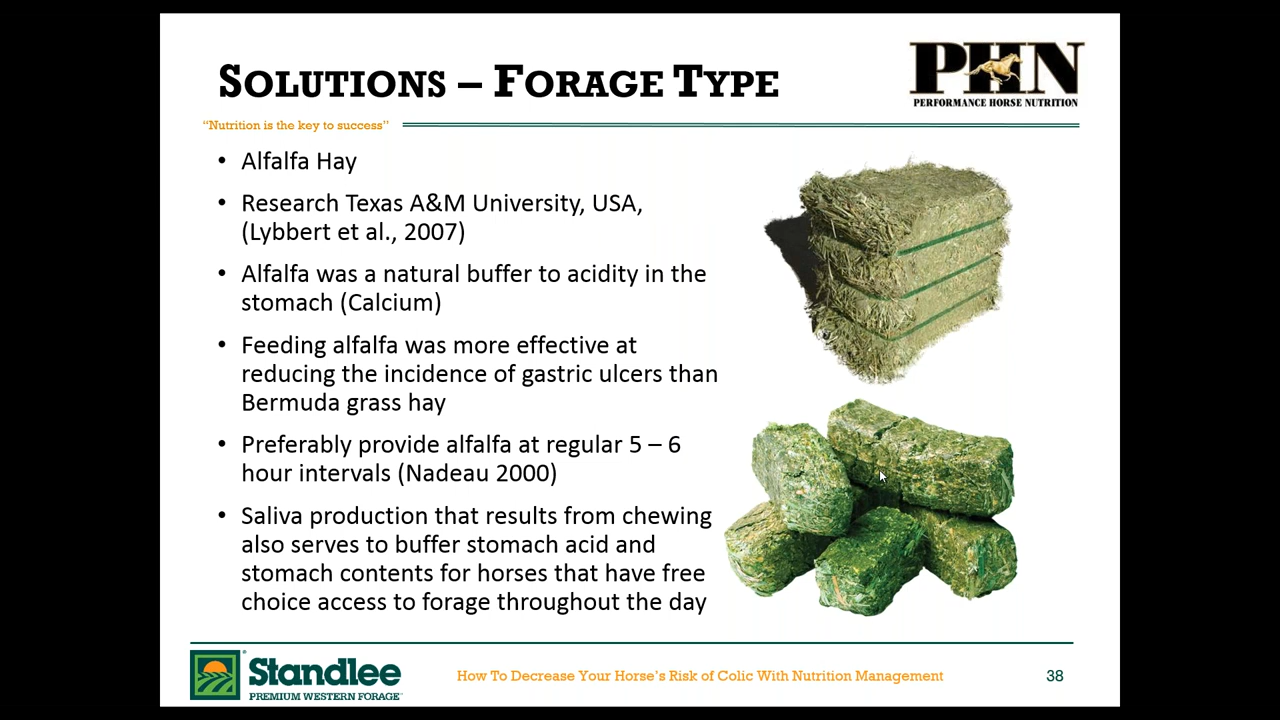 SOLUTIONS – FORAGE TYPE
PHN
PERFORMANCE HORSE NUTRITION
“Nutrition is the key to success”
• Alfalfa Hay
• Research Texas A&M University, USA,
(Lybbert et al., 2007)
• Alfalfa was a natural buffer to acidity in the
stomach (Calcium)
• Feeding alfalfa was more effective at
reducing the incidence of gastric ulcers than
Bermuda grass hay
• Preferably provide alfalfa at regular 5 – 6
hour intervals (Nadeau 2000)
• Saliva production that results from chewing
also serves to buffer stomach acid and
stomach contents for horses that have free
choice access to forage throughout the day
Standlee
PREMIUM WESTERN FORAGE
How To Decrease Your Horse’s Risk of Colic With Nutrition Management
38